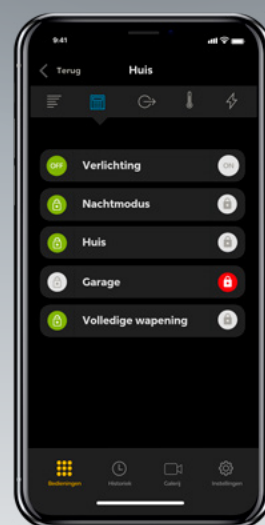 9:41
Terug Huis
OFF Verlichting ON
Nachtmodus
Huis
Garage
Volledige wapening
Bedieningen Historiek Galerij Instellingen